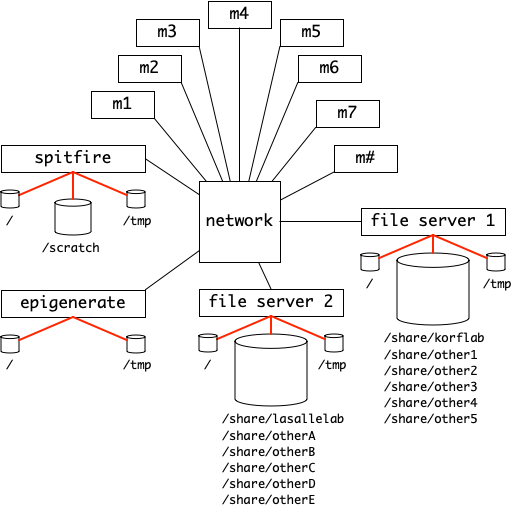 m4
m3
m5
m2
m6
m1
m7
spitfire
m#
/
/tmp
/scratch
network
file server 1
/
/tmp
epigenerate
/
/tmp
file server 2
/
/tmp
/share/korflab
/share/other1
/share/other2
/share/other3
/share/other4
/share/other5
/share/lasallelab
/share/otherA
/share/otherB
/share/otherC
/share/otherD
/share/otherE